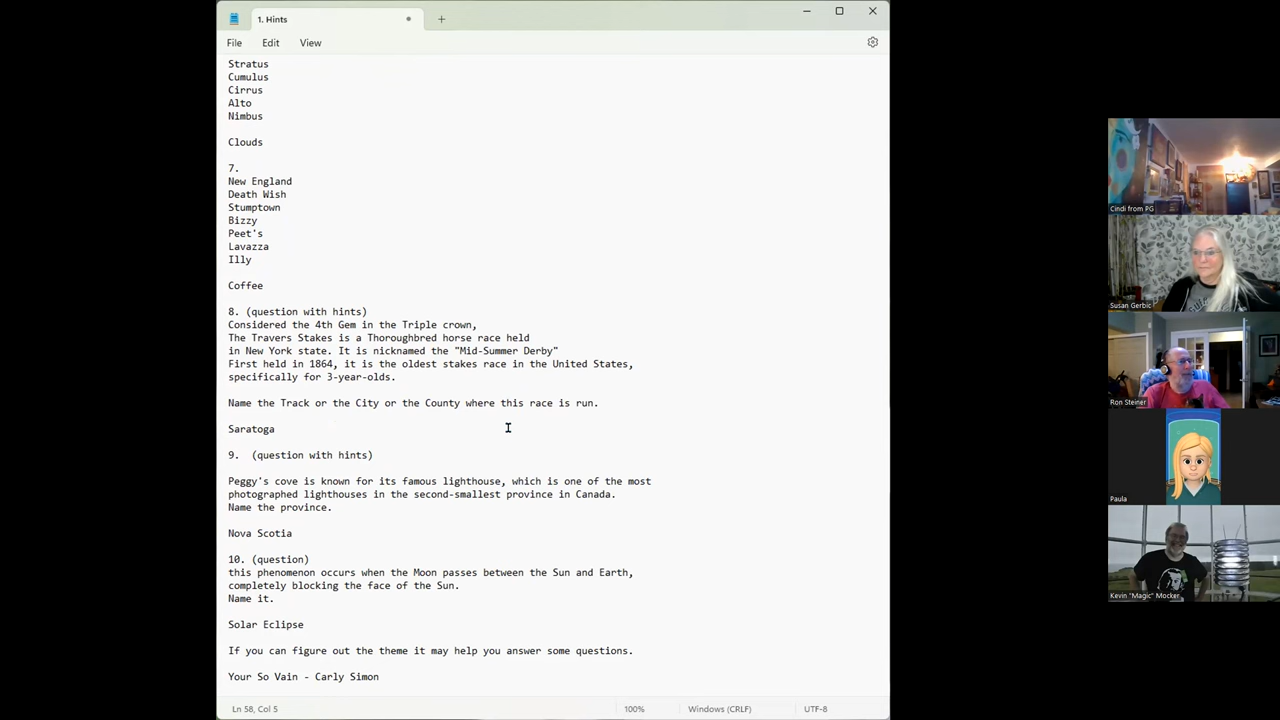 1. Hints
File Edit View
Stratus
Cumulus
Cirrus
Alto
Nimbus
Clouds
7.
New England
Death Wish
Stumptown
Bizzy
Peet's
Lavazza
Illy
Coffee
8. (question with hints)
Considered the 4th Gem in the Triple crown,
The Travers Stakes is a Thoroughbred horse race held
in New York state. It is nicknamed the "Mid-Summer Derby"
First held in 1864, it is the oldest stakes race in the United States,
specifically for 3-year-olds.
Name the Track or the City or the County where this race is run.
Saratoga
9.  (question with hints)
Peggy's cove is known for its famous lighthouse, which is one of the most
photographed lighthouses in the second-smallest province in Canada.
Name the province.
Nova Scotia
10. (question)
this phenomenon occurs when the Moon passes between the Sun and Earth,
completely blocking the face of the Sun.
Name it.
Solar Eclipse
If you can figure out the theme it may help you answer some questions.
Your So Vain - Carly Simon
Ln 58, Col 5 100% Windows (CRLF) UTF-8
Cindi from PG
Susan Gerbic
Ron Steiner
Paula
Kevin "Magic" Mocker